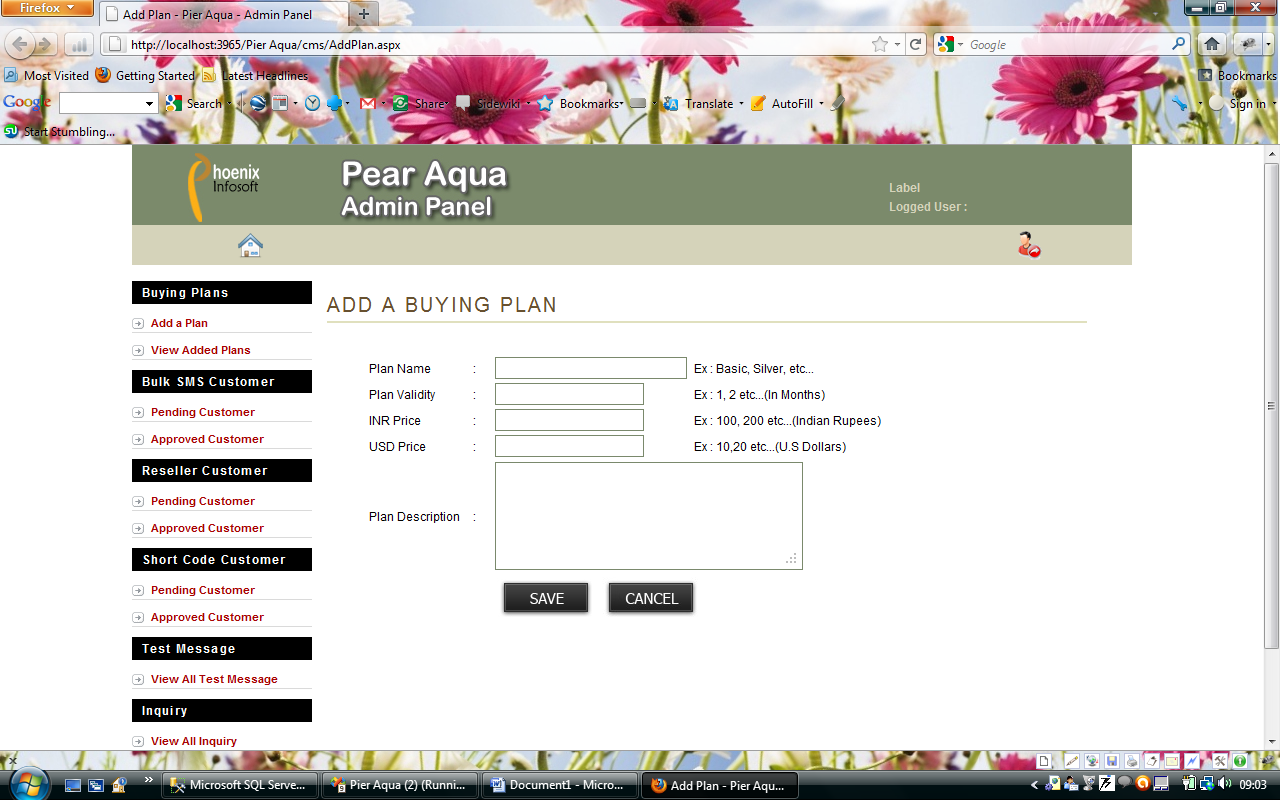 Firefox
Add Plan - Pier Aqua - Admin Panel
http://localhost:3965/Pier Aqua/cms/AddPlan.aspx
Google
Most Visited Getting Started Latest Headlines Bookmarks
Google Search Share Sidewiki Bookmarks Translate AutoFill Sign in
Start Stumbling...
Phoenix
Infosoft
Pear Aqua
Admin Panel
Label
Logged User :
Buying Plans
Add a Plan
View Added Plans
Bulk SMS Customer
Pending Customer
Approved Customer
Reseller Customer
Pending Customer
Approved Customer
Short Code Customer
Pending Customer
Approved Customer
Test Message
View All Test Message
Inquiry
View All Inquiry
ADD A BUYING PLAN
Plan Name : Ex : Basic, Silver, etc...
Plan Validity : Ex : 1, 2 etc...(In Months)
INR Price : Ex : 100, 200 etc...(Indian Rupees)
USD Price : Ex : 10,20 etc...(U.S Dollars)
Plan Description :
SAVE CANCEL
Microsoft SQL Serve... Pier Aqua (2) (Runni... Document1 - Micro... Add Plan - Pier Aqu... 09:03